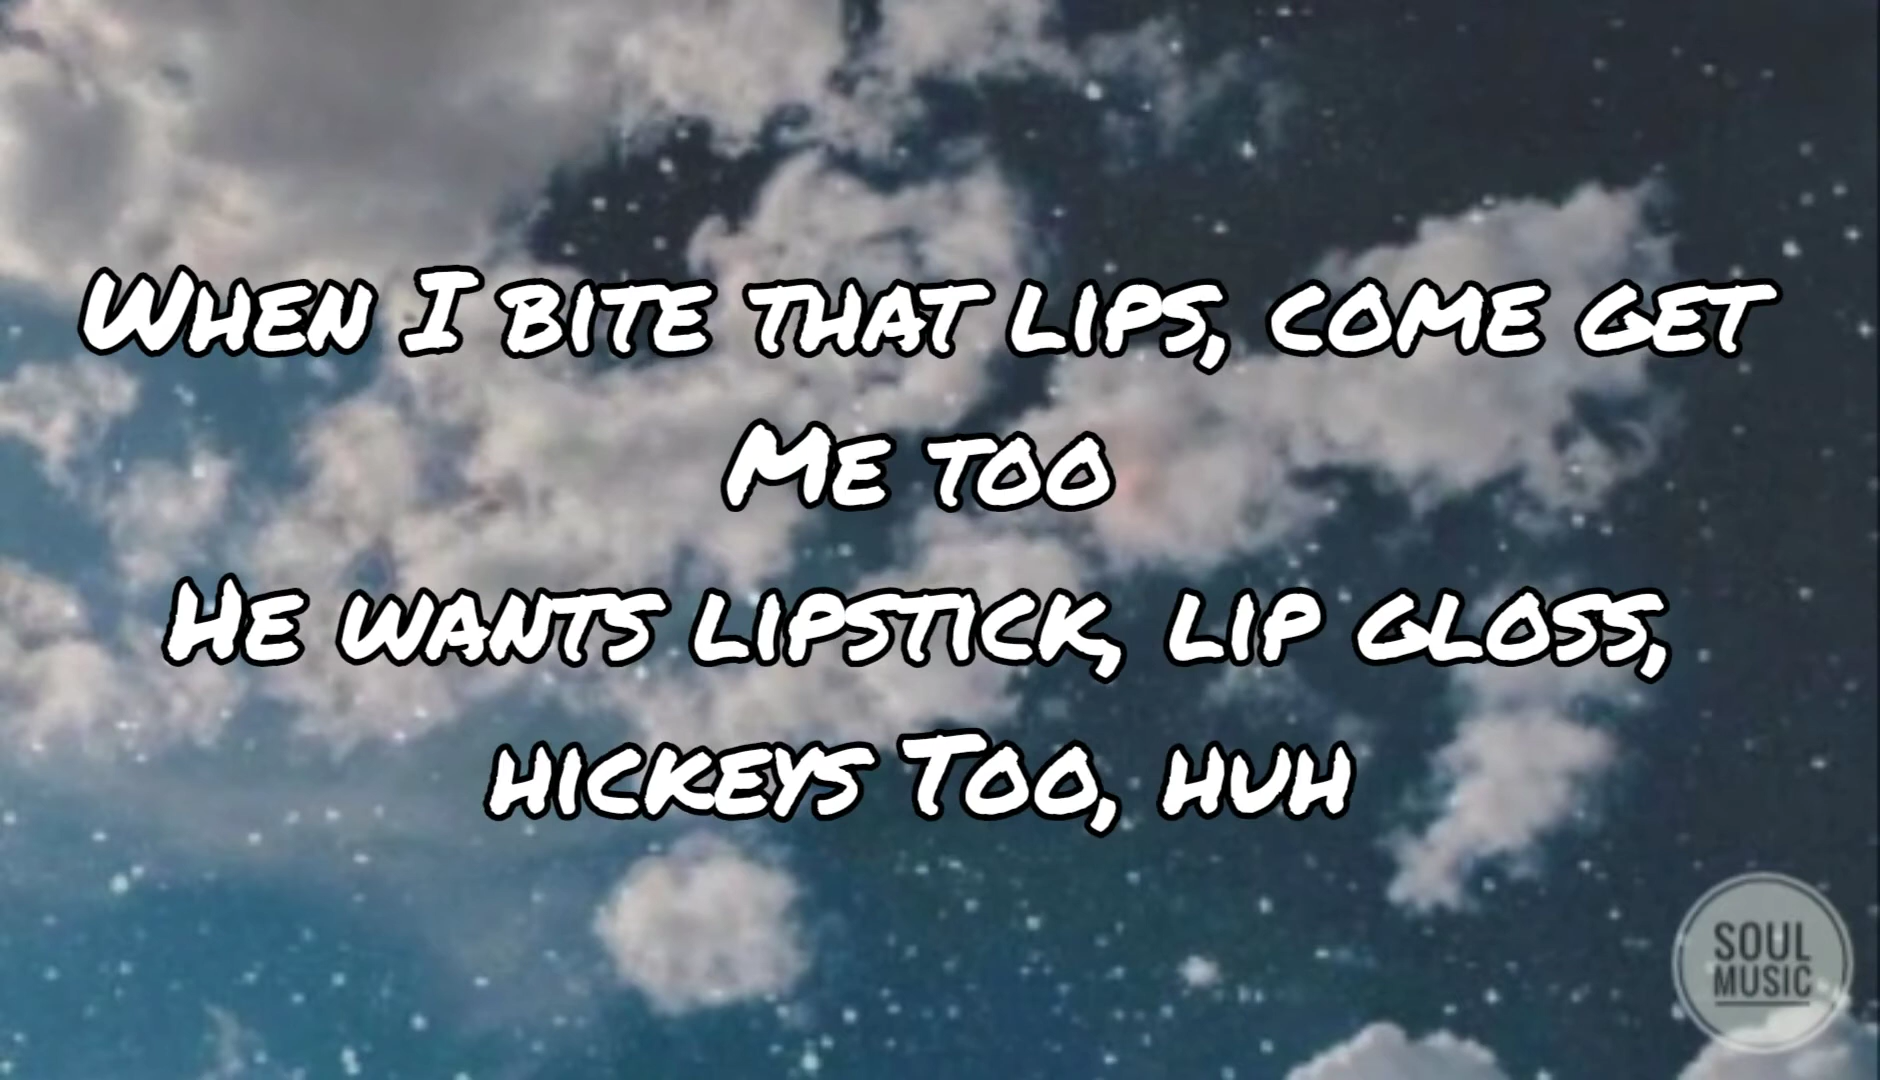 When I bite that lips, come get
Me too
He wants lipstick, lip gloss,
hickeys Too, huh
SOUL
MUSIC